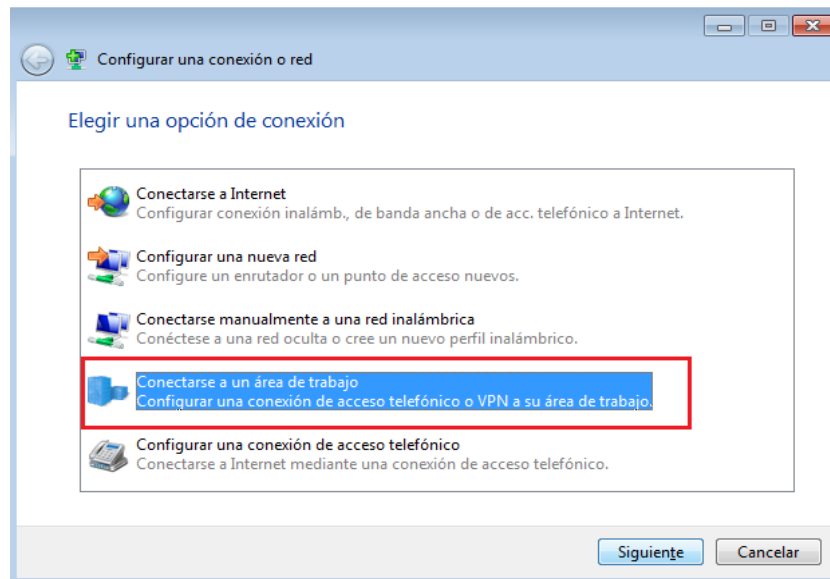 Configurar una conexión o red
Elegir una opción de conexión
Conectarse a Internet
Configurar conexión inalámb., de banda ancha o de acc. telefónico a Internet.
Configurar una nueva red
Configure un enrutador o un punto de acceso nuevos.
Conectarse manualmente a una red inalámbrica
Conéctese a una red oculta o cree un nuevo perfil inalámbrico.
Conectarse a un área de trabajo
Configurar una conexión de acceso telefónico o VPN a su área de trabajo.
Configurar una conexión de acceso telefónico
Conectarse a Internet mediante una conexión de acceso telefónico.
Siguiente
Cancelar